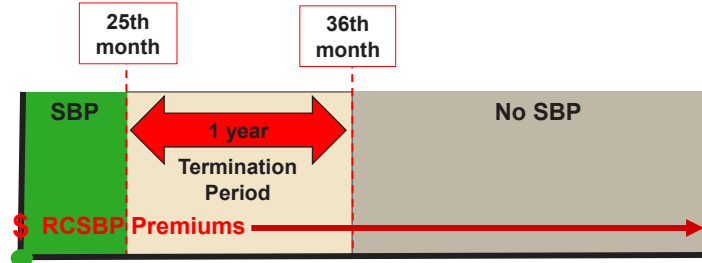 25th
month
36th
month
SBP
No SBP
1 year
Termination
Period
$ RCSBP Premiums